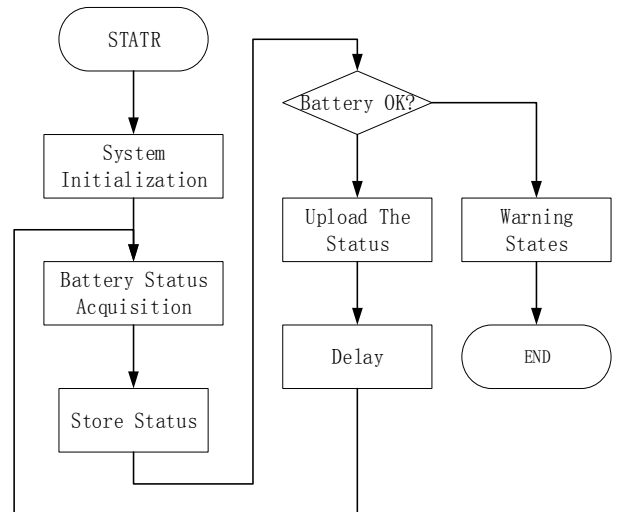 STATR
System
Initialization
Battery Status
Acquisition
Store Status
Battery OK?
Upload The
Status
Delay
Warning
States
END